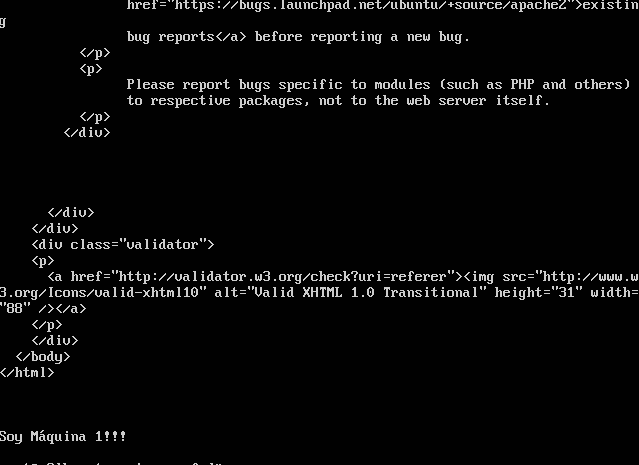 href="https://bugs.launchpad.net/ubuntu/+source/apache2">existin
g
bug reports</a> before reporting a new bug.
</p>
<p>
Please report bugs specific to modules (such as PHP and others)
to respective packages, not to the web server itself.
</p>
</div>
</div>
</div>
<div class="validator">
<p>
<a href="http://validator.w3.org/check?uri=referer"><img src="http://www.w
3.org/Icons/valid-xhtml10" alt="Valid XHTML 1.0 Transitional" height="31" width=
"88" /></a>
</p>
</div>
</body>
</html>
Soy Máquina 1!!!